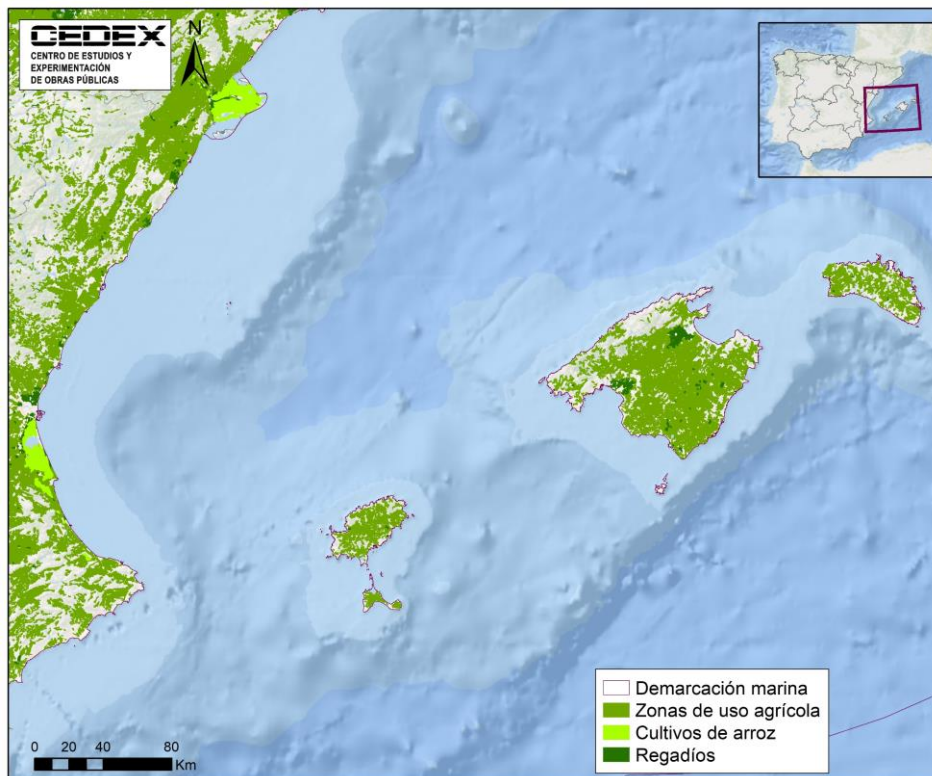 CEDEX
CENTRO DE ESTUDIOS Y
EXPERIMENTACIÓN
DE OBRAS PÚBLICAS
N
Demarcación marina
Zonas de uso agrícola
Cultivos de arroz
Regadíos
0 20 40 80
Km